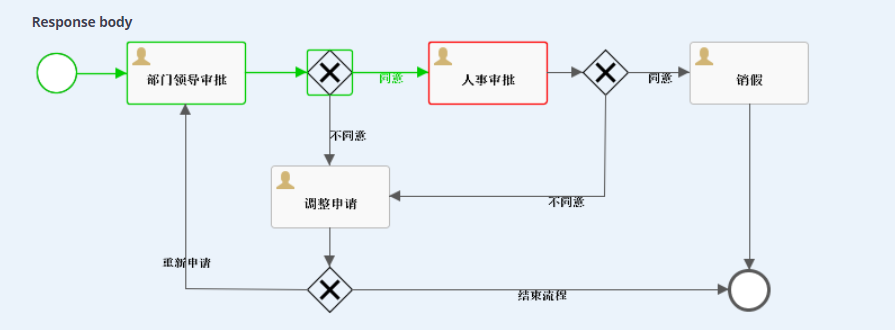 Response body
部门领导审批
同意
人事审批
同意
销假
不同意
调整申请
不同意
重新申请
结束流程